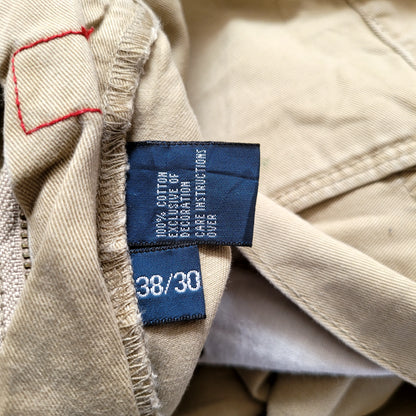 100% COTTON
EXCLUSIVE OF
DECORATION
CARE INSTRUCTIONS
OVER
38/30